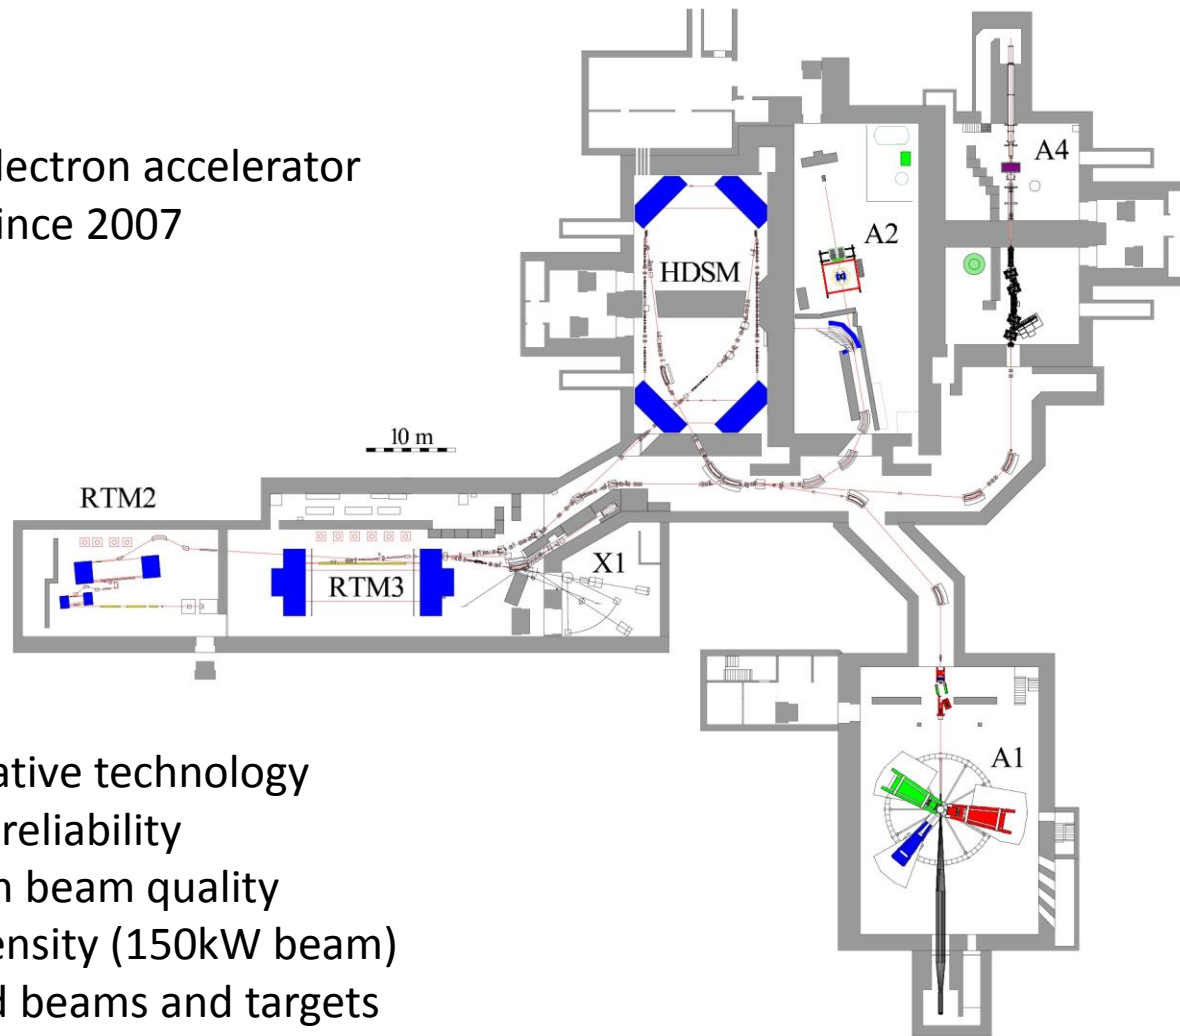 lectron accelerator
ince 2007
A4
A2
HDSM
10 m
RTM2
RTM3
X1
A1
ative technology
reliability
beam quality
ensity (150kW beam)
beams and targets